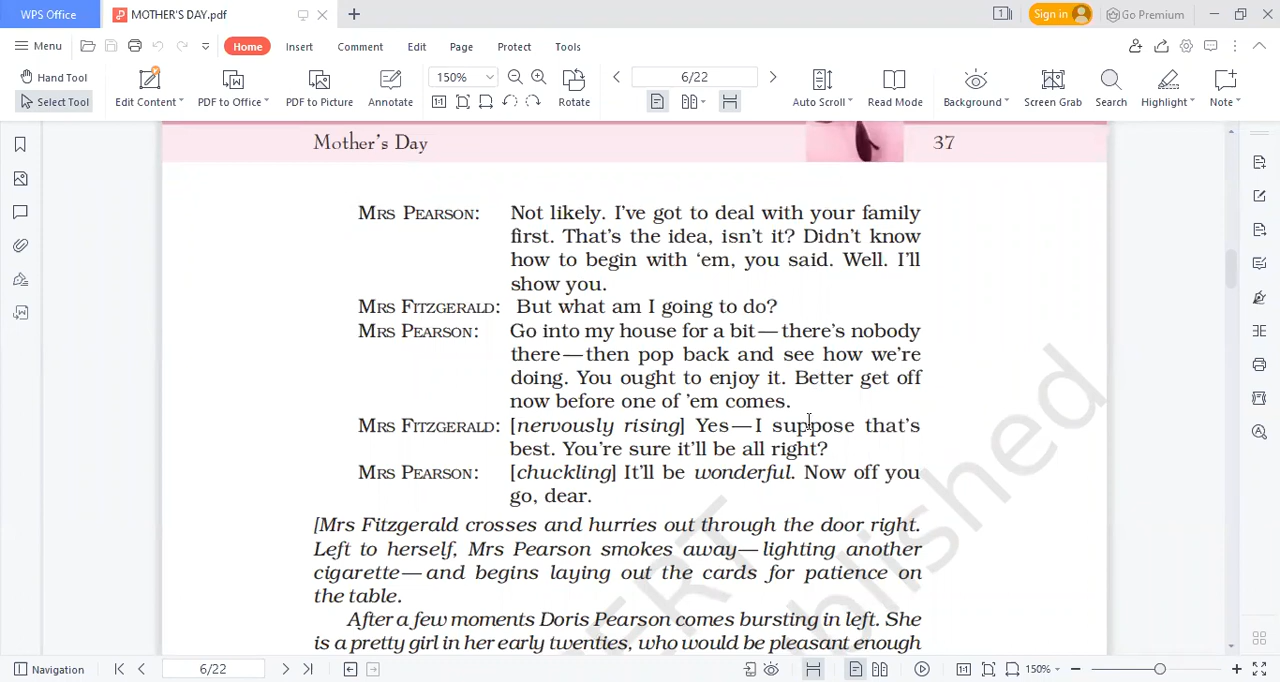 WPS Office
MOTHER'S DAY.pdf
1
Sign in
Go Premium
Menu
Home
Insert
Comment
Edit
Page
Protect
Tools
Hand Tool
Select Tool
Edit Content
PDF to Office
PDF to Picture
Annotate
150%
Rotate
6/22
Auto Scroll
Read Mode
Background
Screen Grab
Search
Highlight
Note
Mother's Day 37
MRS PEARSON: Not likely. I've got to deal with your family
first. That's the idea, isn't it? Didn't know
how to begin with 'em, you said. Well. I'll
show you.
MRS FITZGERALD: But what am I going to do?
MRS PEARSON: Go into my house for a bit—there's nobody
there—then pop back and see how we're
doing. You ought to enjoy it. Better get off
now before one of 'em comes.
MRS FITZGERALD: [nervously rising] Yes—I suppose that's
best. You're sure it'll be all right?
MRS PEARSON: [chuckling] It'll be wonderful. Now off you
go, dear.
[Mrs Fitzgerald crosses and hurries out through the door right.
Left to herself, Mrs Pearson smokes away—lighting another
cigarette—and begins laying out the cards for patience on
the table.
After a few moments Doris Pearson comes bursting in left. She
is a pretty girl in her early twenties, who would be pleasant enough
Navigation
6/22
150%